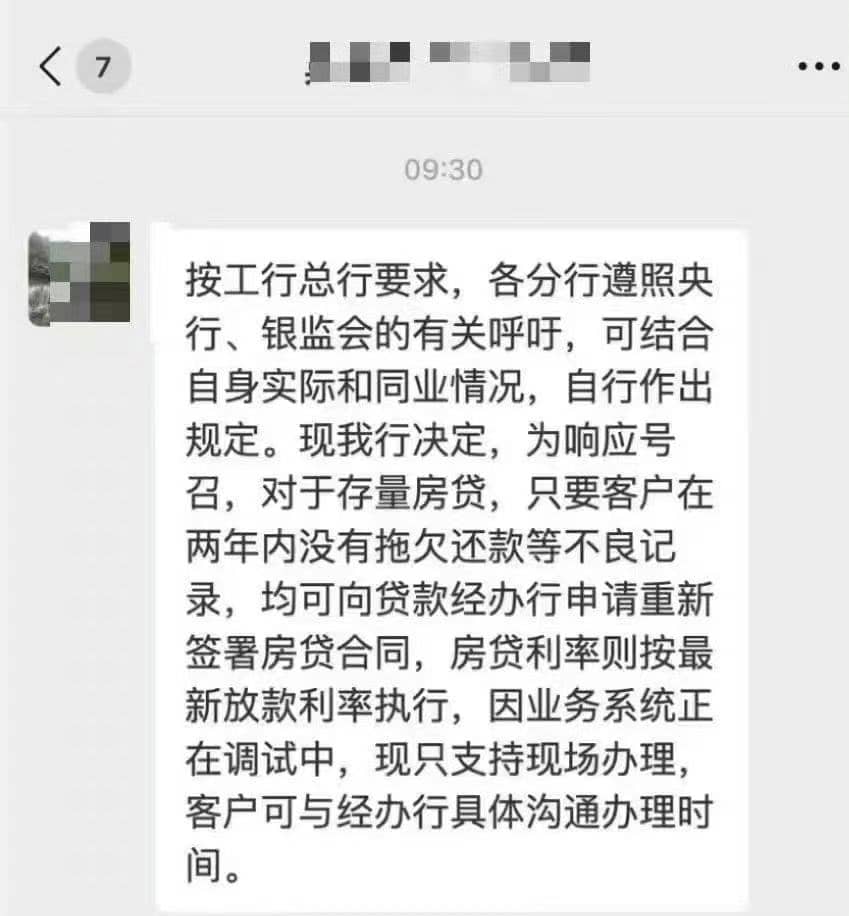 7
09:30
按工行总行要求，各分行遵照央
行、银监会的有关呼吁，可结合
自身实际和同业情况，自行作出
规定。现我行决定，为响应号
召，对于存量房贷，只要客户在
两年内没有拖欠还款等不良记
录，均可向贷款经办行申请重新
签署房贷合同，房贷利率则按最
新放款利率执行，因业务系统正
在调试中，现只支持现场办理，
客户可与经办行具体沟通办理时
间。